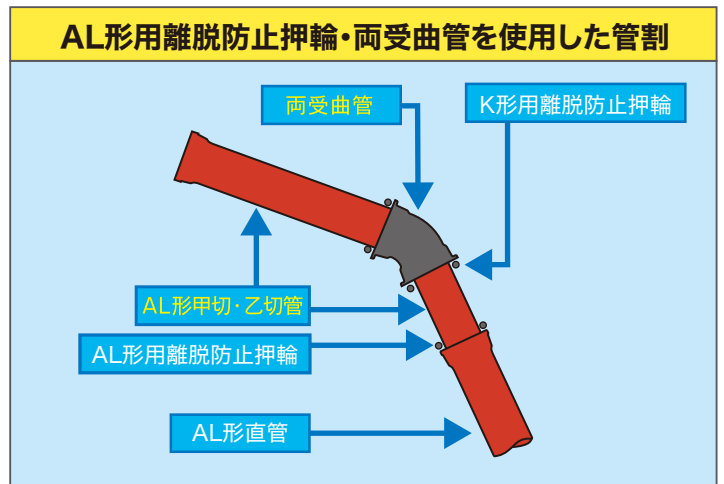 AL形用離脱防止押輪・両受曲管を使用した管割
両受曲管
K形用離脱防止押輪
AL形甲切・乙切管
AL形用離脱防止押輪
AL形直管